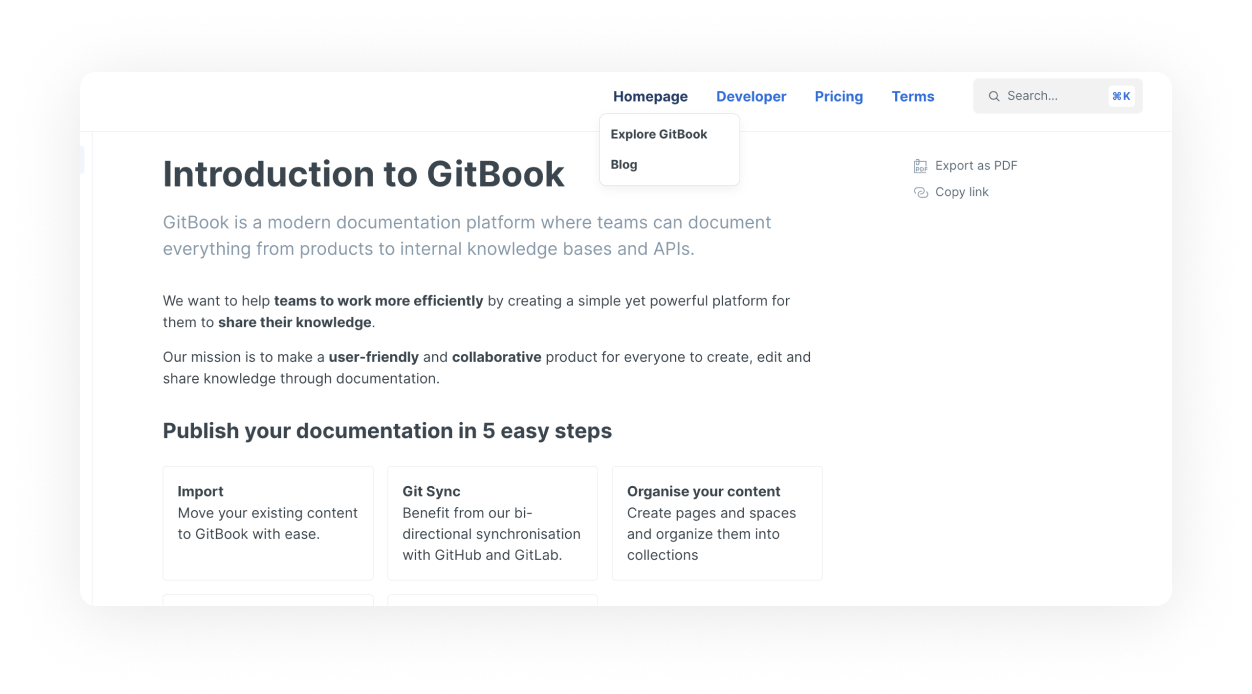 Homepage Developer Pricing Terms Search... ⌘K
Explore GitBook
Blog
Introduction to GitBook
Export as PDF
Copy link
GitBook is a modern documentation platform where teams can document
everything from products to internal knowledge bases and APIs.
We want to help teams to work more efficiently by creating a simple yet powerful platform for
them to share their knowledge.
Our mission is to make a user-friendly and collaborative product for everyone to create, edit and
share knowledge through documentation.
Publish your documentation in 5 easy steps
Import
Move your existing content
to GitBook with ease.
Git Sync
Benefit from our bi-
directional synchronisation
with GitHub and GitLab.
Organise your content
Create pages and spaces
and organize them into
collections